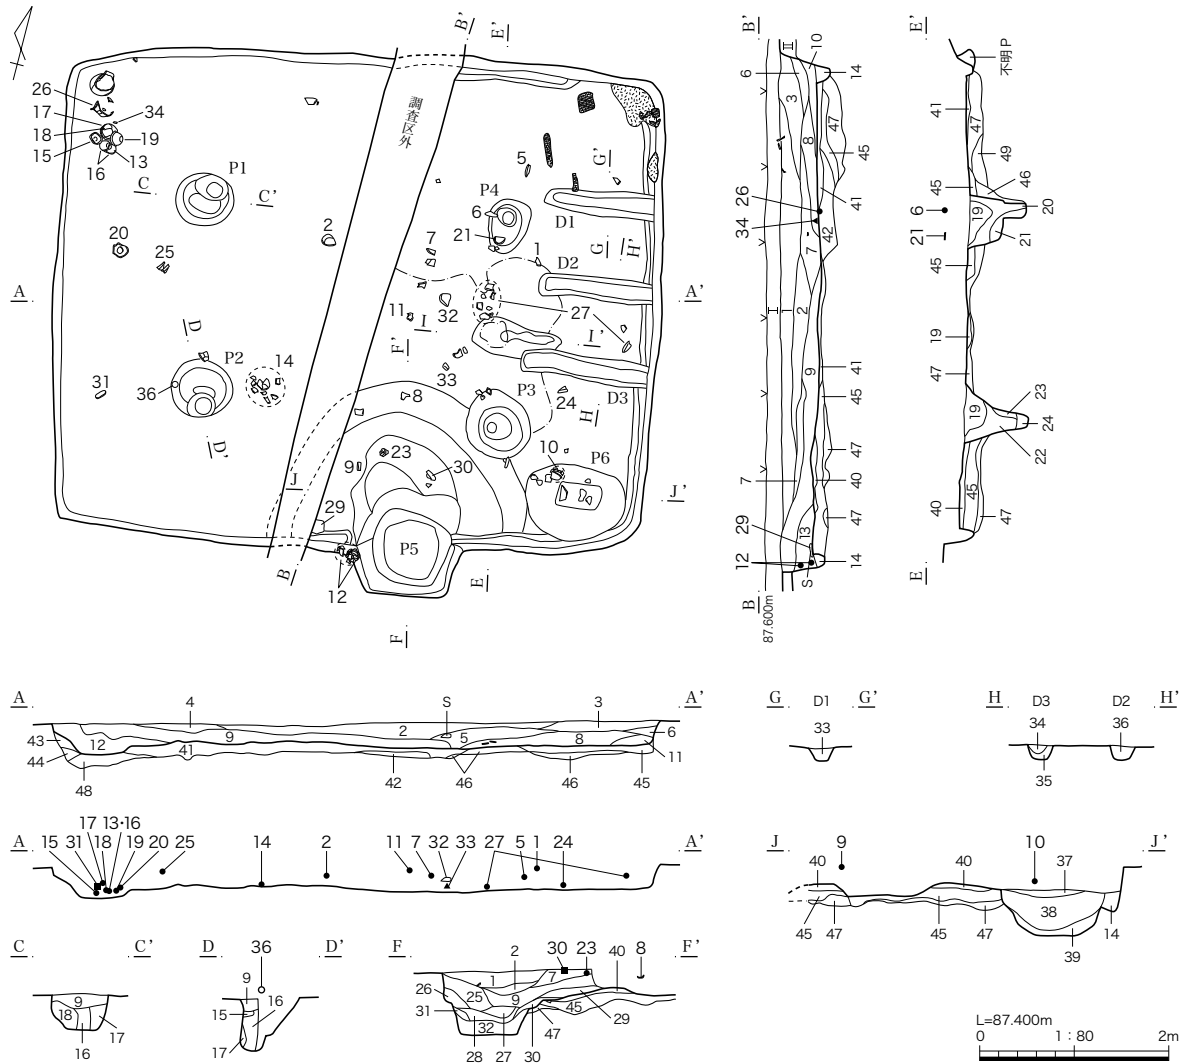 B'
E'
26
17
34
18
19
15
16
13
C
P1
C'
調査区外
5
G'
P4
6
D1
21
G
H'
2
7
1
D2
20
25
A
11
32
I
27
I'
A'
F'
D
P2
14
33
31
36
8
P3
24
H
D3
D'
23
9
30
10
P6
J
J'
29
P5
B
E
12
F
B'
Ⅱ
10
6
14
3
8
47
45
26
34
41
42
7
Ⅰ
1
2
41
9
45
47
7
40
29
47
13
12
14
S
B
87.600m
E'
不明P
41
47
49
46
45
6
19
20
21
21
45
19
47
23
19
24
22
45
40
47
E
A
4
S
3
A'
43
12
9
2
5
8
6
44
41
11
48
42
46
46
45
G
D1
G'
33
H
D3
D2
H'
34
36
35
A
17
13・16
A'
15
31
18
19
20
25
14
2
11
7
32
33
27
5
1
24
J
9
10
J'
40
40
37
38
45
47
45
47
39
14
C
C'
9
18
17
16
D
36
D'
9
16
15
17
F
2
30
23
40
8
F'
1
7
26
25
9
31
45
29
32
47
28
27
30
L=87.400m
0
1：80
2m